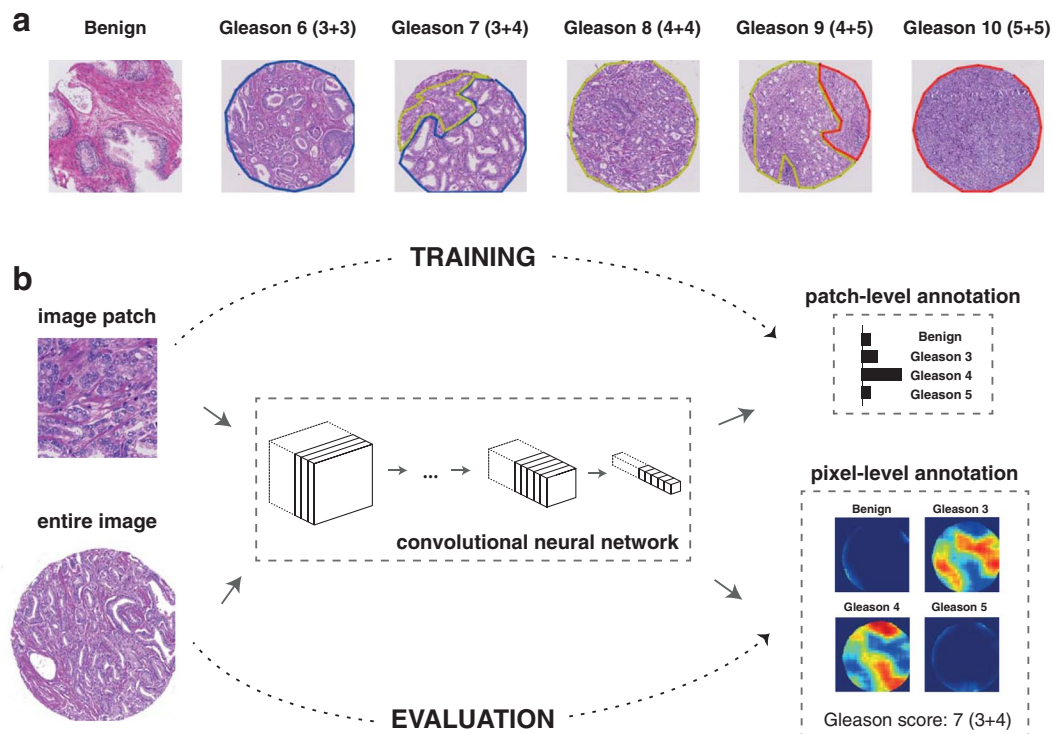 a
Benign
Gleason 6 (3+3)
Gleason 7 (3+4)
Gleason 8 (4+4)
Gleason 9 (4+5)
Gleason 10 (5+5)
b
TRAINING
image patch
patch-level annotation
Benign
Gleason 3
Gleason 4
Gleason 5
...
convolutional neural network
entire image
pixel-level annotation
Benign
Gleason 3
Gleason 4
Gleason 5
EVALUATION
Gleason score: 7 (3+4)